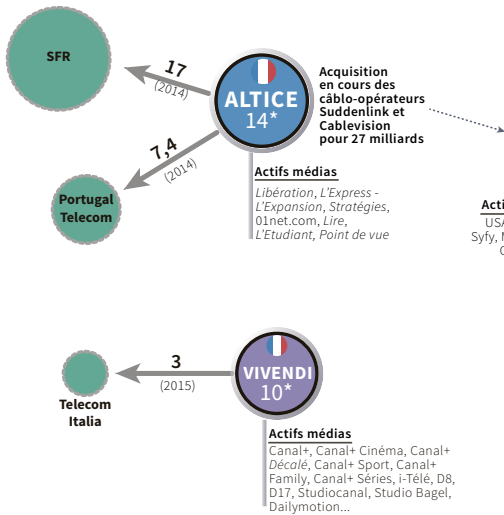 SFR
17
(2014)
ALTICE
14*
Acquisition
en cours des
câblo-opérateurs
Suddenlink et
Cablevision
pour 27 milliards
7,4
(2014)
Portugal
Telecom
Actifs médias
Libération, L'Express -
L'Expansion, Stratégies,
01net.com, Lire,
L'Etudiant, Point de vue
Syfy,
3
(2015)
VIVENDI
10*
Telecom
Italia
Actifs médias
Canal+, Canal+ Cinéma, Canal+
Décalé, Canal+ Sport, Canal+
Family, Canal+ Séries, i-Télé, D8,
D17, Studiocanal, Studio Bagel,
Dailymotion...